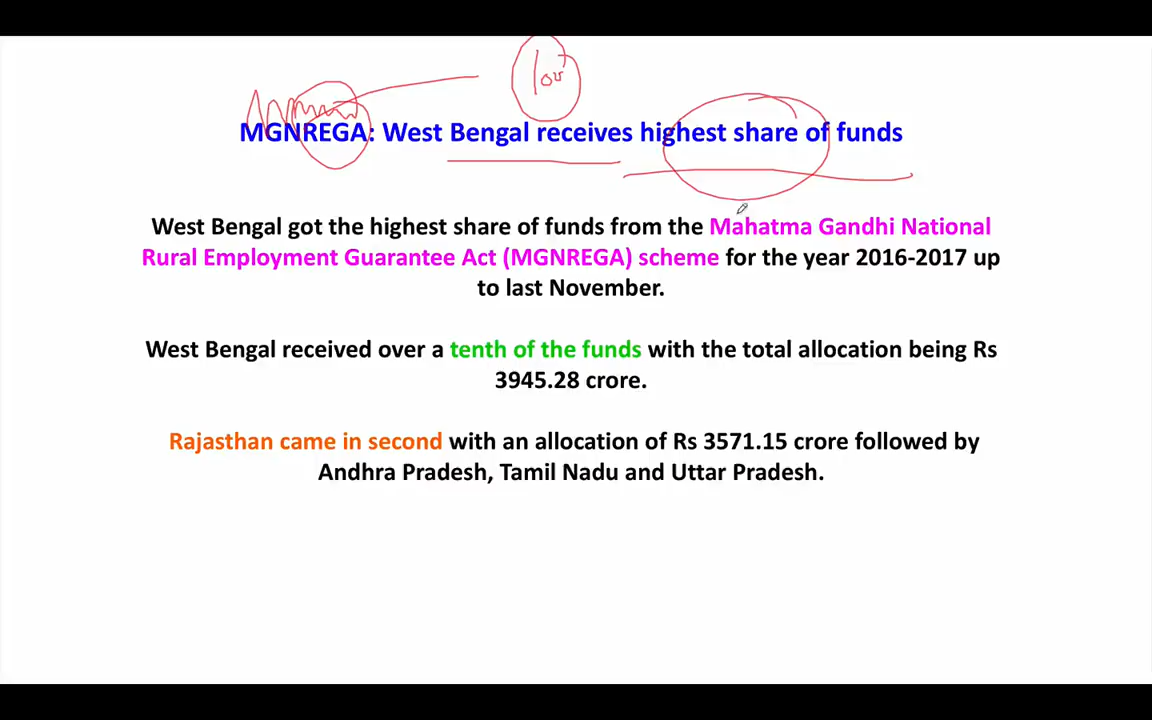 MGNREGA: West Bengal receives highest share of funds
West Bengal got the highest share of funds from the Mahatma Gandhi National
Rural Employment Guarantee Act (MGNREGA) scheme for the year 2016-2017 up
to last November.
West Bengal received over a tenth of the funds with the total allocation being Rs
3945.28 crore.
Rajasthan came in second with an allocation of Rs 3571.15 crore followed by
Andhra Pradesh, Tamil Nadu and Uttar Pradesh.